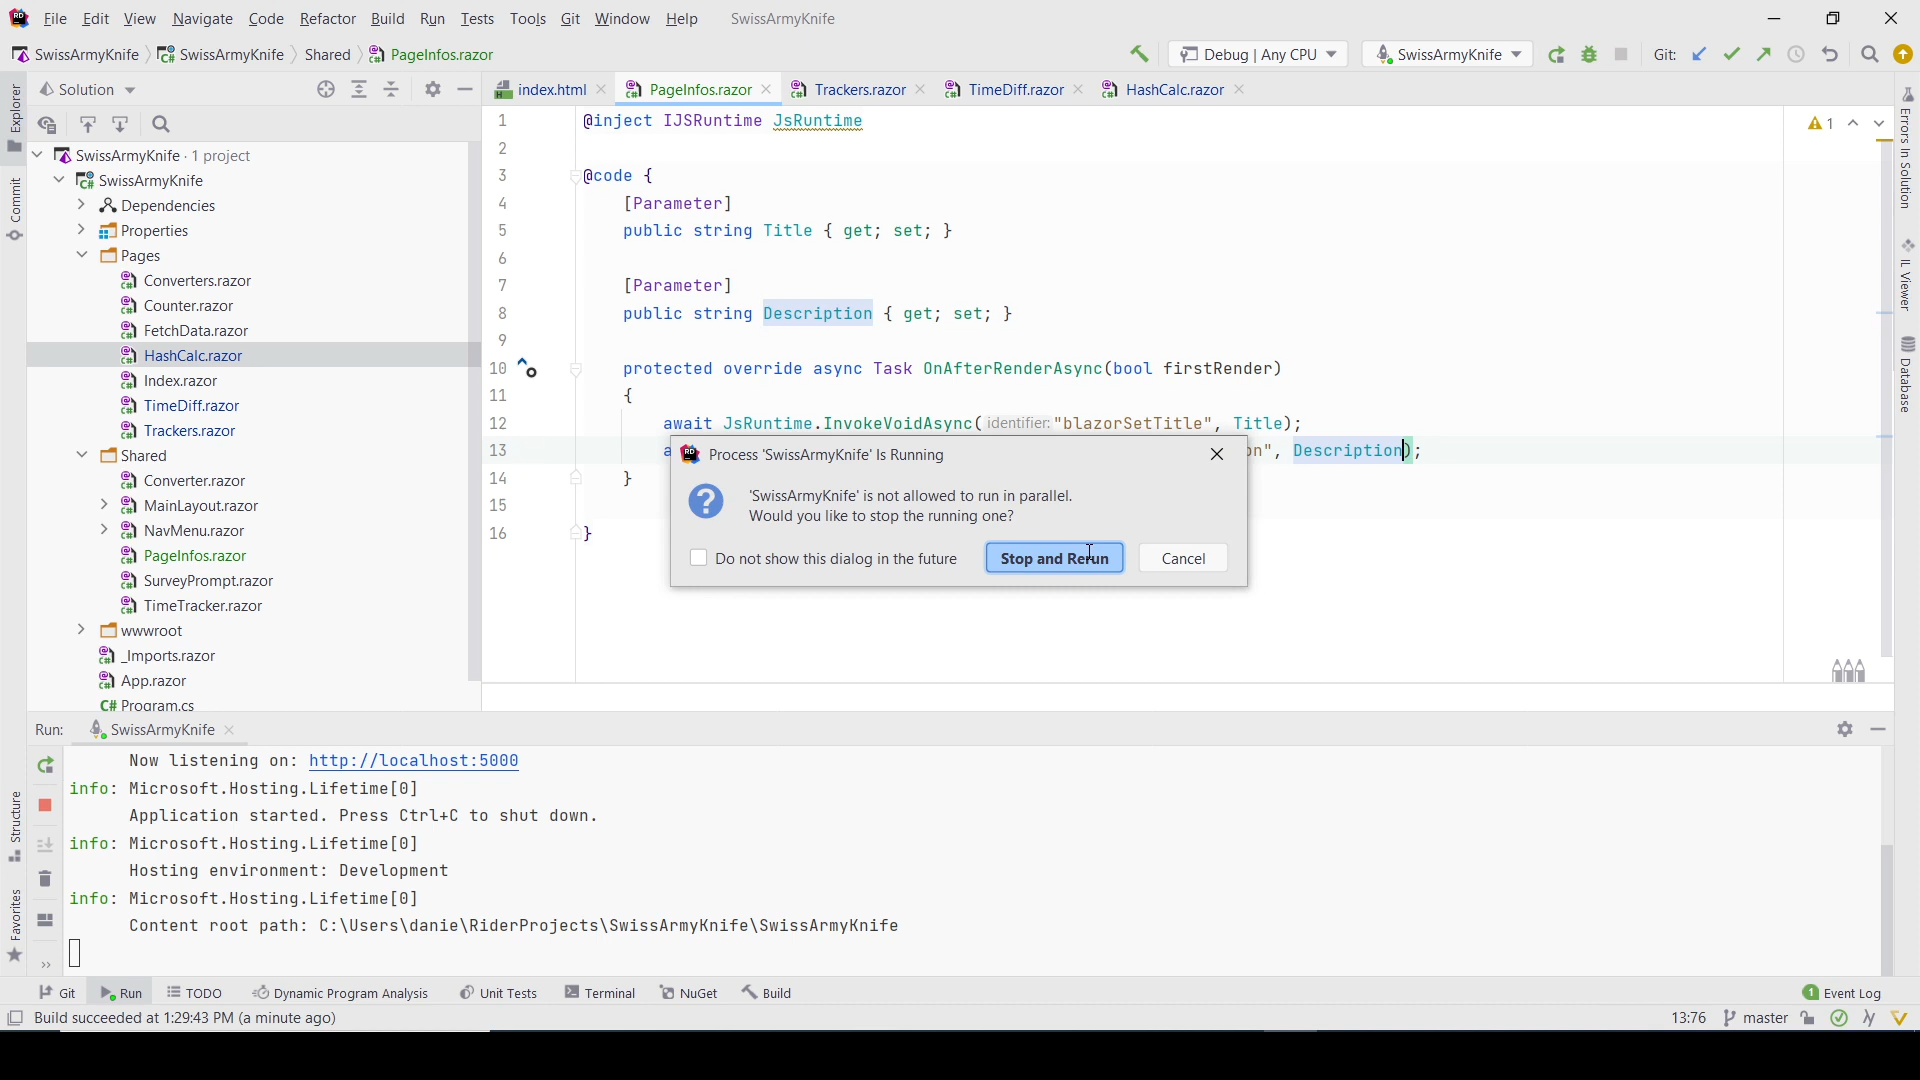 File Edit View Navigate Code Refactor Build Run Tests Tools Git Window Help SwissArmyKnife
SwissArmyKnife SwissArmyKnife Shared PageInfos.razor Debug | Any CPU SwissArmyKnife Git:
Solution
index.html PageInfos.razor Trackers.razor TimeDiff.razor HashCalc.razor
Explorer
Commit
Structure
Favorites
SwissArmyKnife · 1 project
SwissArmyKnife
Dependencies
Properties
Pages
Converters.razor
Counter.razor
FetchData.razor
HashCalc.razor
Index.razor
TimeDiff.razor
Trackers.razor
Shared
Converter.razor
MainLayout.razor
NavMenu.razor
PageInfos.razor
SurveyPrompt.razor
TimeTracker.razor
wwwroot
_Imports.razor
App.razor
C# Program.cs
1 @inject IJSRuntime JsRuntime
2
3 @code {
4 [Parameter]
5 public string Title { get; set; }
6
7 [Parameter]
8 public string Description { get; set; }
9
10 protected override async Task OnAfterRenderAsync(bool firstRender)
11 {
12 await JsRuntime.InvokeVoidAsync( identifier: "blazorSetTitle", Title);
13 a on", Description);
14 }
15
16 }
1
Errors In Solution
IL Viewer
Database
Process 'SwissArmyKnife' Is Running
'SwissArmyKnife' is not allowed to run in parallel.
Would you like to stop the running one?
Do not show this dialog in the future Stop and Rerun Cancel
Run: SwissArmyKnife
Now listening on: http://localhost:5000
info: Microsoft.Hosting.Lifetime[0]
Application started. Press Ctrl+C to shut down.
info: Microsoft.Hosting.Lifetime[0]
Hosting environment: Development
info: Microsoft.Hosting.Lifetime[0]
Content root path: C:\Users\danie\RiderProjects\SwissArmyKnife\SwissArmyKnife
Git Run TODO Dynamic Program Analysis Unit Tests Terminal NuGet Build 1 Event Log
Build succeeded at 1:29:43 PM (a minute ago) 13:76 master